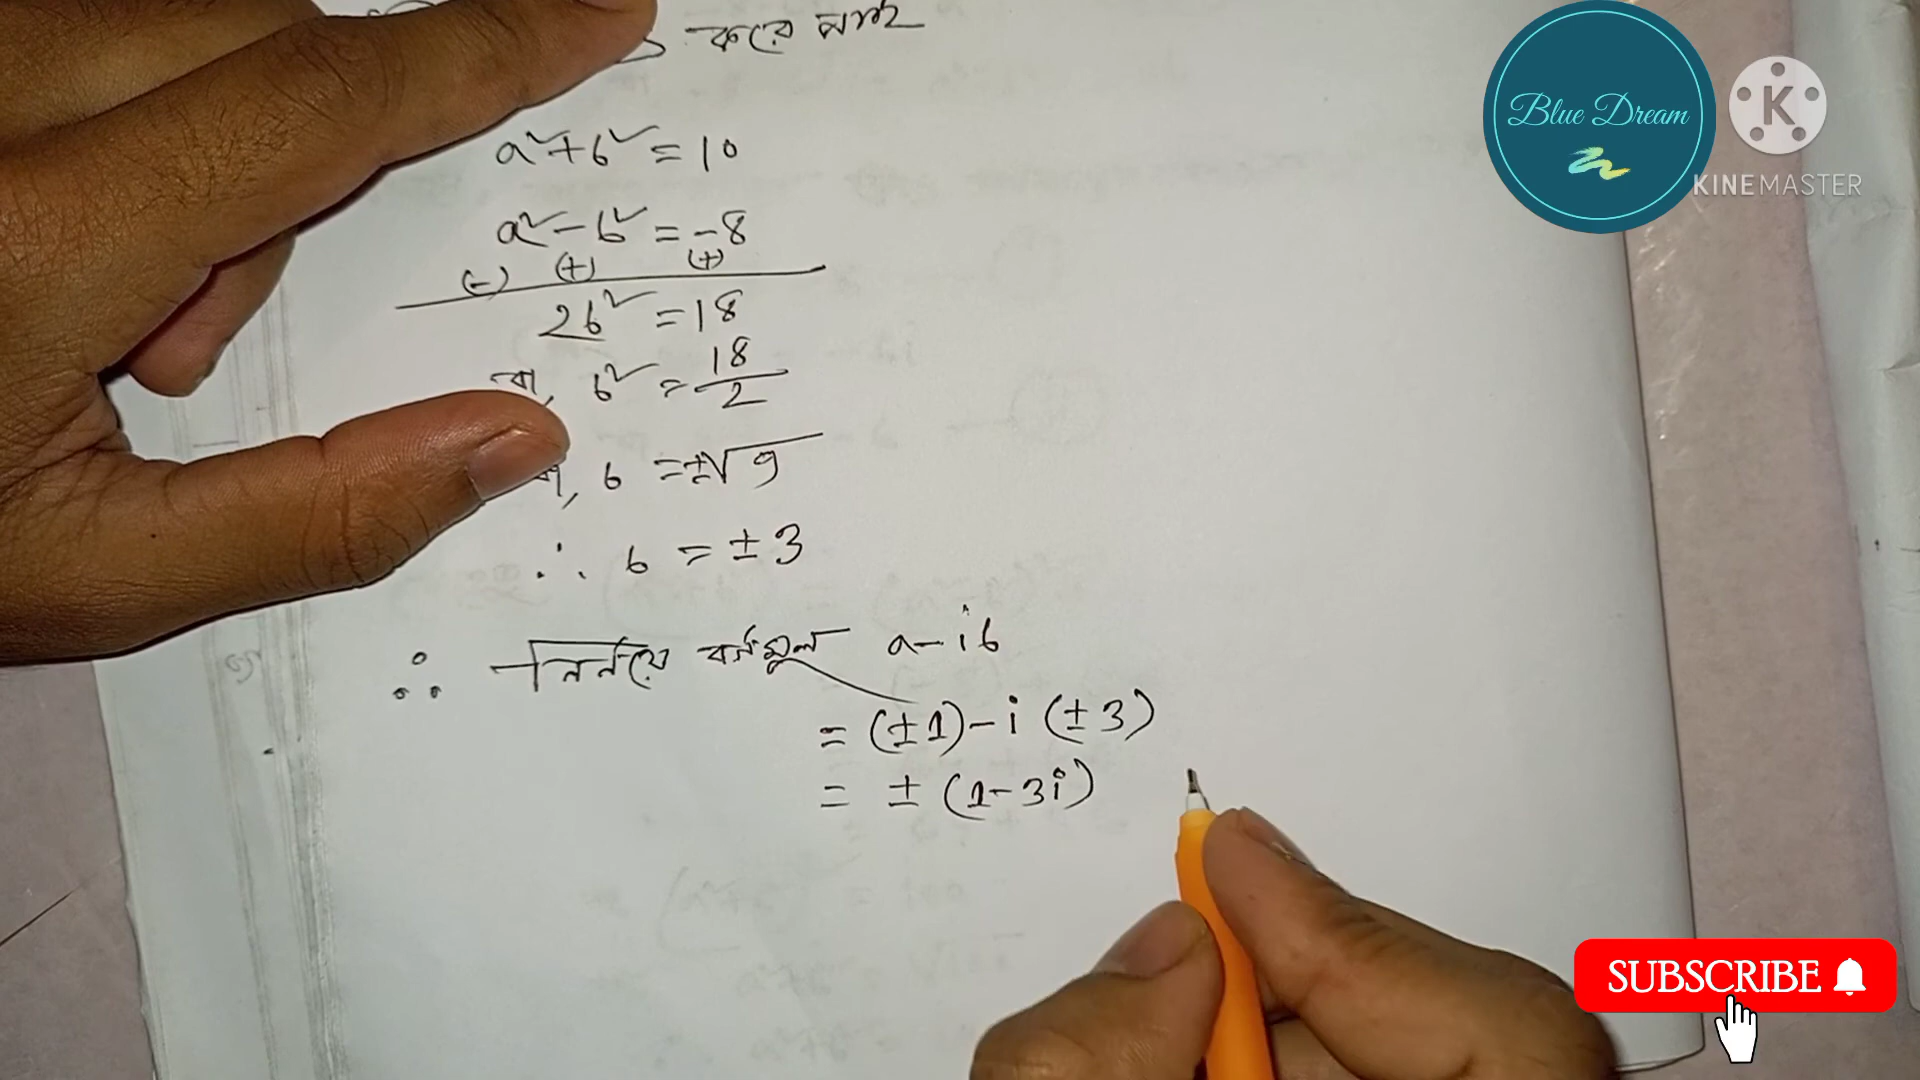 করে পাই
a²+b²=10
a²-b²=-8
(-) (+) (+)
2b²=18
বা, b²=18/2
বা, b=±√9
∴ b=±3
∴ নির্ণেয় বর্গমূল a-ib
=(±1)-i(±3)
=±(1-3i)
Blue Dream
KINEMASTER
SUBSCRIBE